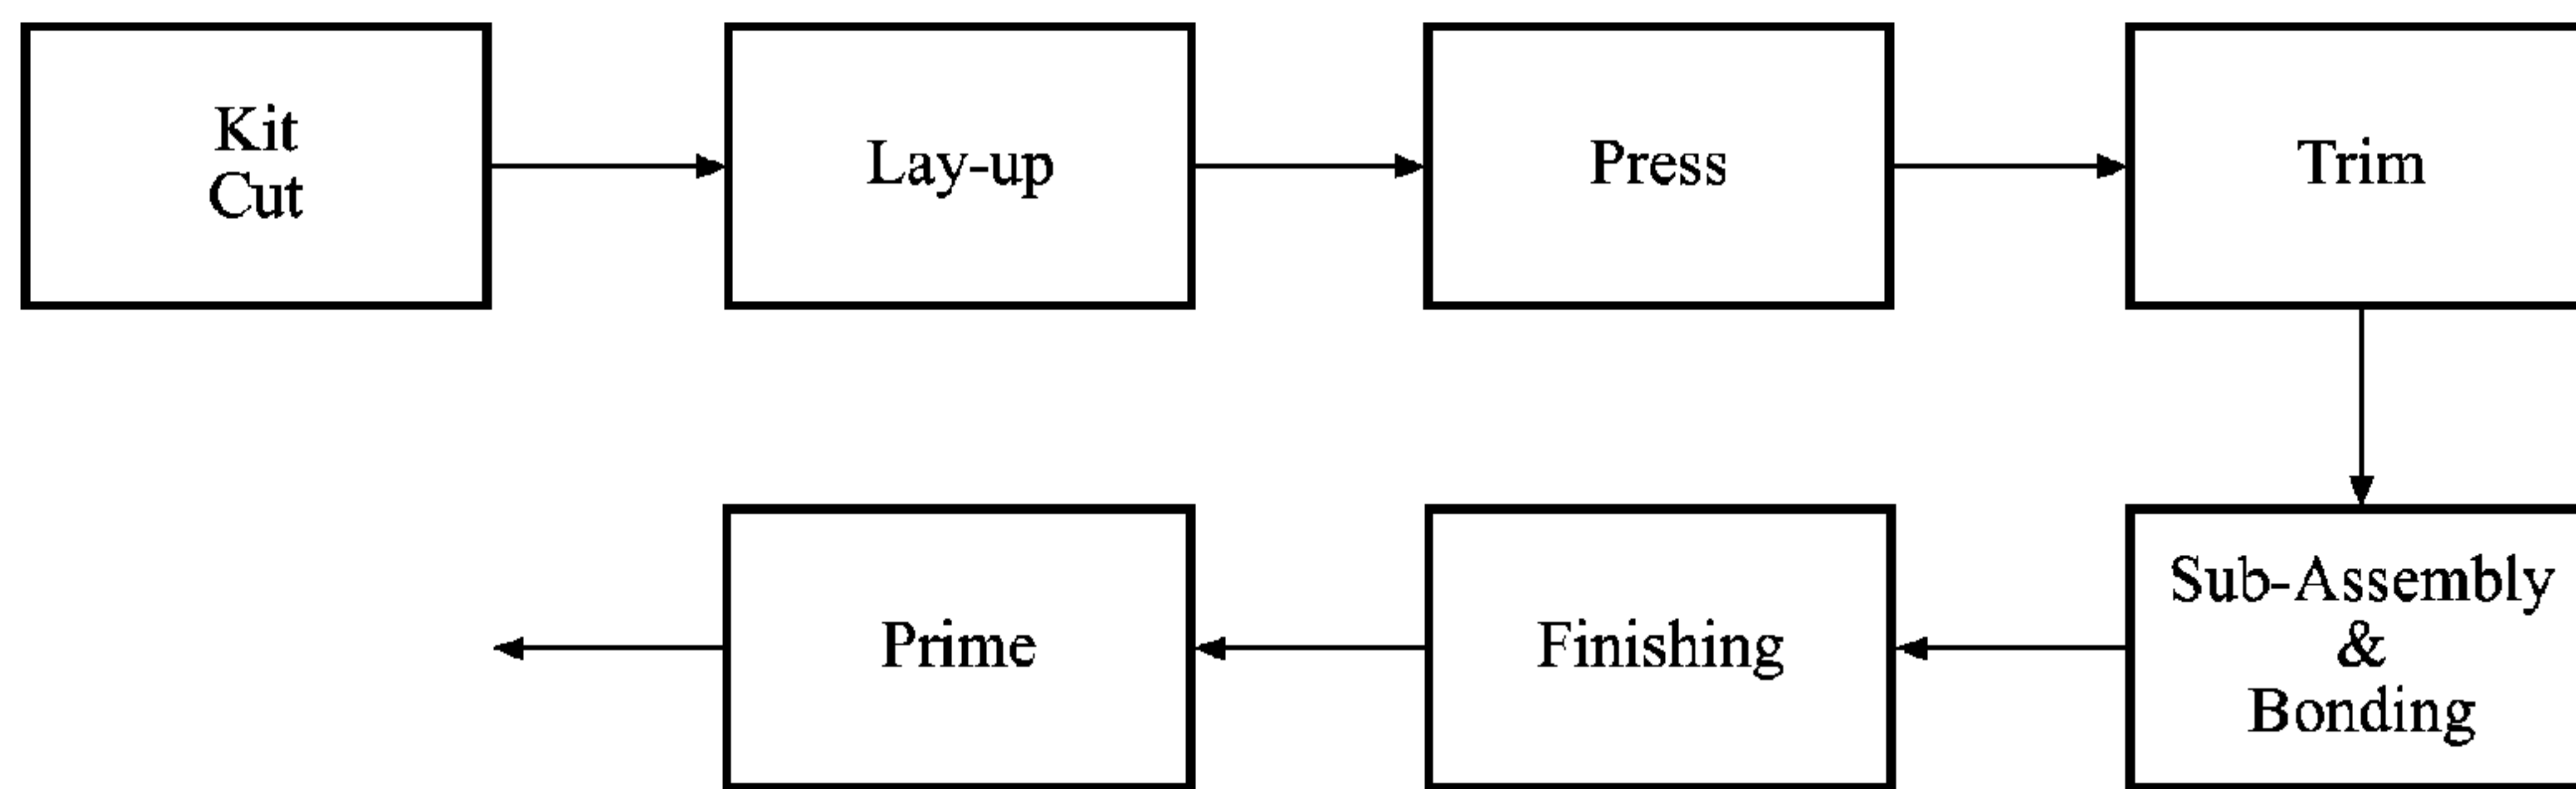 Kit
Cut
Lay-up
Press
Trim
Sub-Assembly
&
Bonding
Finishing
Prime